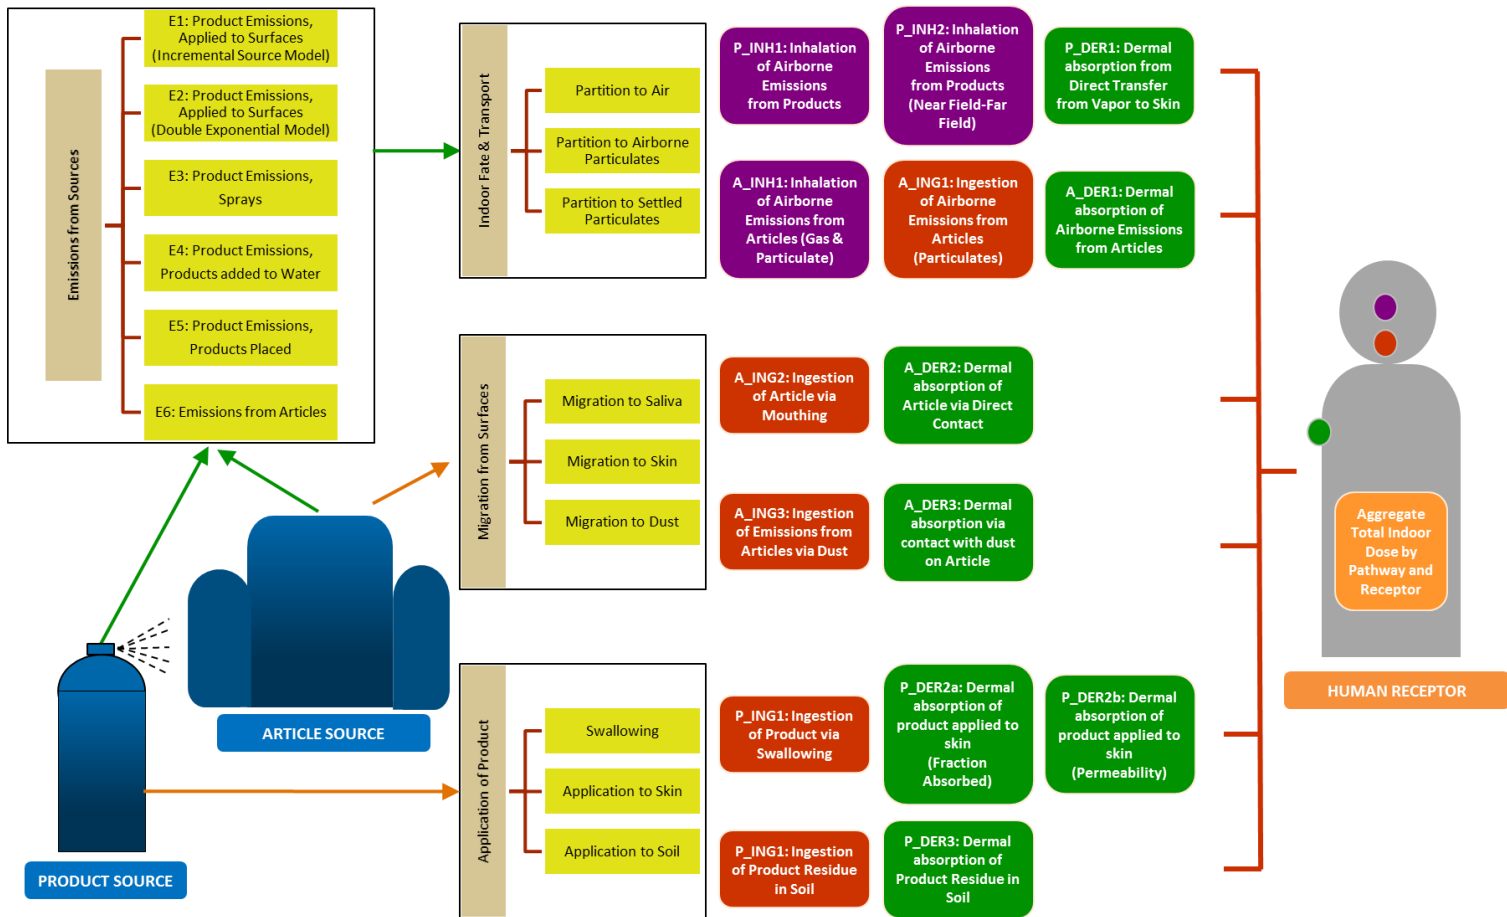 Emissions from Sources
E1: Product Emissions,
Applied to Surfaces
(Incremental Source Model)
E2: Product Emissions,
Applied to Surfaces
(Double Exponential Model)
E3: Product Emissions,
Sprays
E4: Product Emissions,
Products added to Water
E5: Product Emissions,
Products Placed
E6: Emissions from Articles
Indoor Fate & Transport
Partition to Air
Partition to Airborne
Particulates
Partition to Settled
Particulates
P_INH1: Inhalation
of Airborne
Emissions
from Products
P_INH2: Inhalation
of Airborne
Emissions
from Products
(Near Field-Far
Field)
P_DER1: Dermal
absorption from
Direct Transfer
from Vapor to Skin
A_INH1: Inhalation
of Airborne
Emissions from
Articles (Gas &
Particulate)
A_ING1: Ingestion
of Airborne
Emissions from
Articles
(Particulates)
A_DER1: Dermal
absorption of
Airborne Emissions
from Articles
Migration from Surfaces
Migration to Saliva
Migration to Skin
Migration to Dust
A_ING2: Ingestion
of Article via
Mouthing
A_DER2: Dermal
absorption of
Article via Direct
Contact
A_ING3: Ingestion
of Emissions from
Articles via Dust
A_DER3: Dermal
absorption via
contact with dust
on Article
Application of Product
Swallowing
Application to Skin
Application to Soil
P_ING1: Ingestion
of Product via
Swallowing
P_DER2a: Dermal
absorption of
product applied to
skin
(Fraction
Absorbed)
P_DER2b: Dermal
absorption of
product applied to
skin
(Permeability)
P_ING1: Ingestion
of Product Residue
in Soil
P_DER3: Dermal
absorption of
Product Residue in
Soil
Aggregate
Total Indoor
Dose by
Pathway and
Receptor
HUMAN RECEPTOR
ARTICLE SOURCE
PRODUCT SOURCE